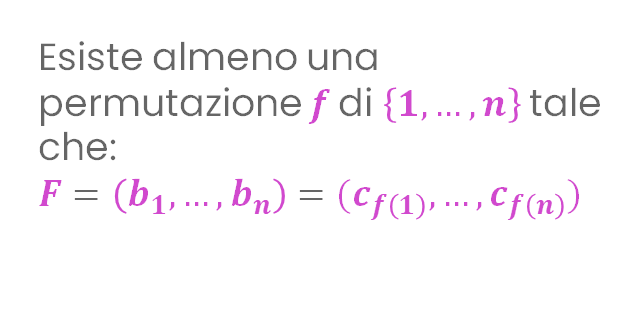 Esiste almeno una
permutazione f di {1, … , n} tale
che:
F = (b₁, … , bₙ) = (c_f(1), … , c_f(n))